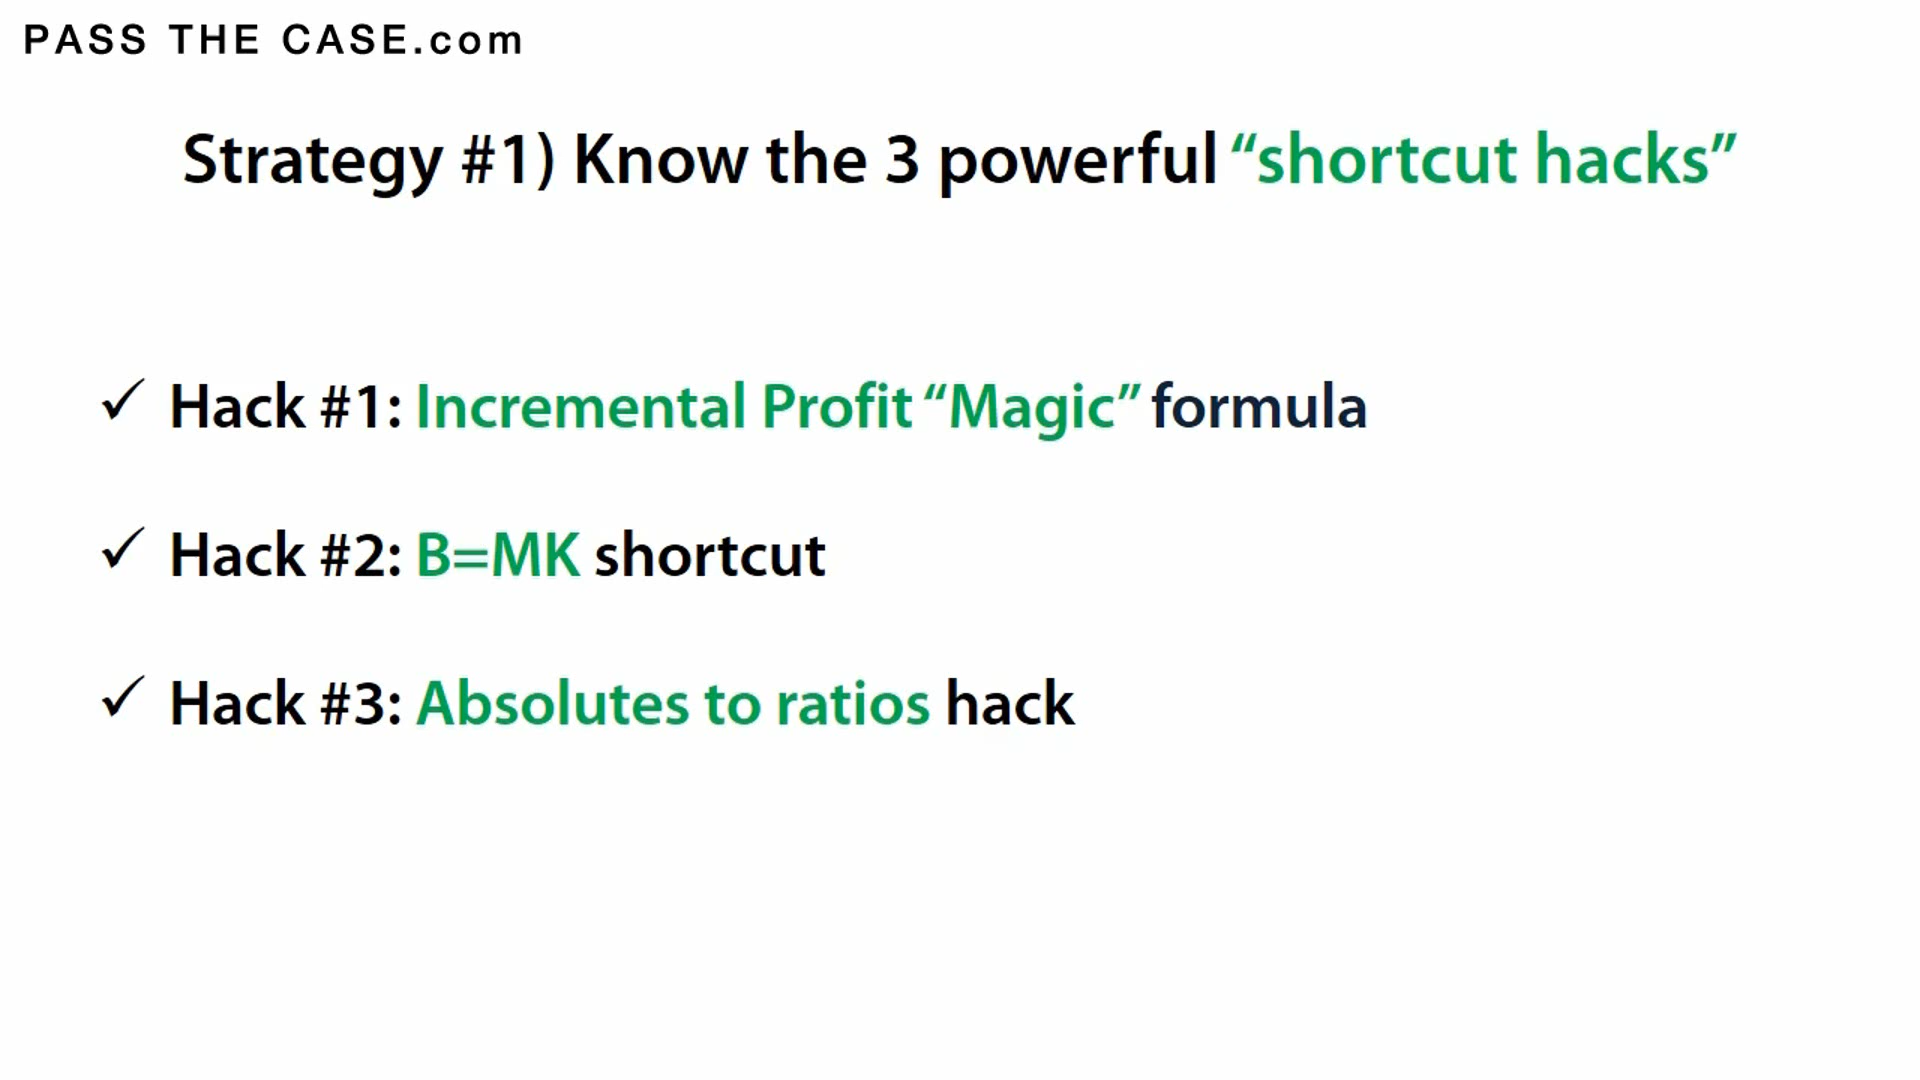 PASS THE CASE.com
Strategy #1) Know the 3 powerful “shortcut hacks”
✓ Hack #1: Incremental Profit “Magic” formula
✓ Hack #2: B=MK shortcut
✓ Hack #3: Absolutes to ratios hack